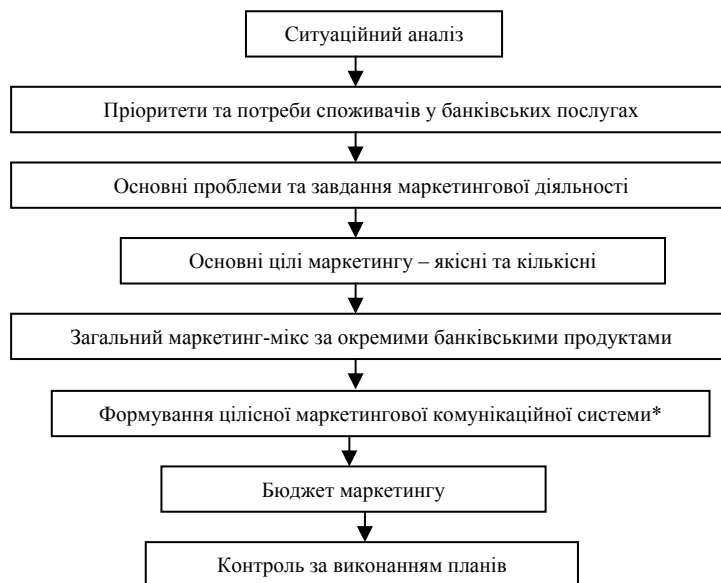 Ситуаційний аналіз
Пріоритети та потреби споживачів у банківських послугах
Основні проблеми та завдання маркетингової діяльності
Основні цілі маркетингу – якісні та кількісні
Загальний маркетинг-мікс за окремими банківськими продуктами
Формування цілісної маркетингової комунікаційної системи*
Бюджет маркетингу
Контроль за виконанням планів